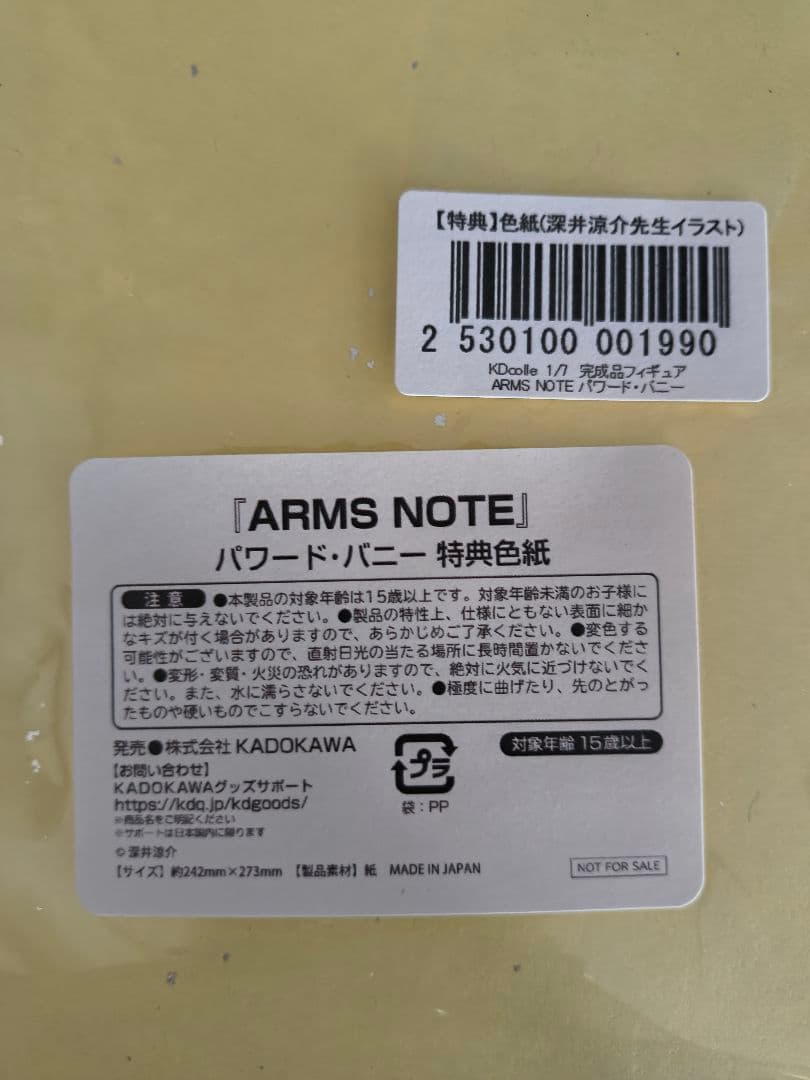 【特典】色紙(深井涼介先生イラスト)
2 530100 001990
KDcolle 1/7 完成品フィギュア
ARMS NOTE パワード・バニー
『ARMS NOTE』
パワード・バニー 特典色紙
注意 ●本製品の対象年齢は15歳以上です。対象年齢未満のお子様に
は絶対に与えないでください。●製品の特性上、仕様にともない表面に細か
なキズが付く場合がありますので、あらかじめご了承ください。●変色する
可能性がございますので、直射日光の当たる場所に長時間置かないでくださ
い。●変形・変質・火災の恐れがありますので、絶対に火気に近づけないでく
ださい。また、水に濡らさないでください。●極度に曲げたり、先のとがっ
たものや硬いものでこすらないでください。
発売●株式会社 KADOKAWA
プラ
対象年齢 15歳以上
【お問い合わせ】
KADOKAWAグッズサポート
https://kdq.jp/kdgoods/
袋：PP
※商品名をご明記ください
※サポートは日本国内に限ります
©深井涼介
【サイズ】約242mm×273mm 【製品素材】紙 MADE IN JAPAN
NOT FOR SALE